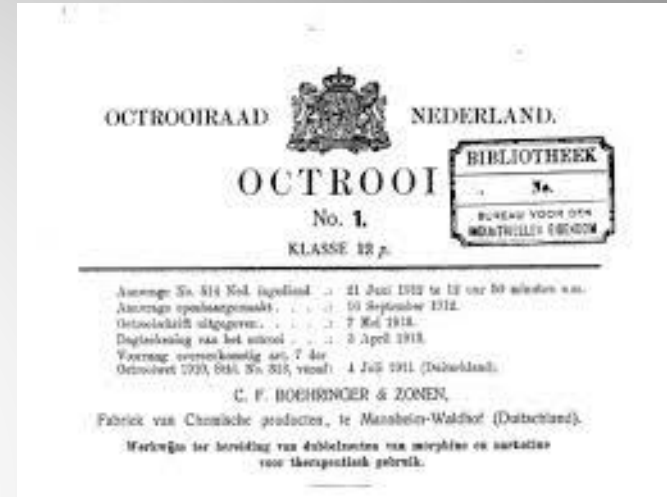 OCTROOIRAAD NEDERLAND.
BIBLIOTHEEK
No.
BUREAU VOOR DEN
INDUSTRIEELEN EIGENDOM
OCTROOI
No. 1.
KLASSE 12 p.
Aanvrage No. 814 Ned. ingediend . : 21 Juni 1912 te 12 uur 50 minuten n.m.
Aanvrage openbaargemaakt . . . : 16 September 1912.
Octrooischrift uitgegeven . . . . : 7 Mei 1913.
Dagteekening van het octrooi . . . : 3 April 1913.
Voorrang overeenkomstig art. 7 der
Octrooiwet 1910, Stbl. No. 313, vanaf: 4 Juli 1911 (Duitschland).
C. F. BOEHRINGER & ZONEN,
Fabriek van Chemische producten, te Mannheim-Waldhof (Duitschland).
Werkwijze ter bereiding van dubbelzouten van morphine en narkotine
voor therapeutisch gebruik.